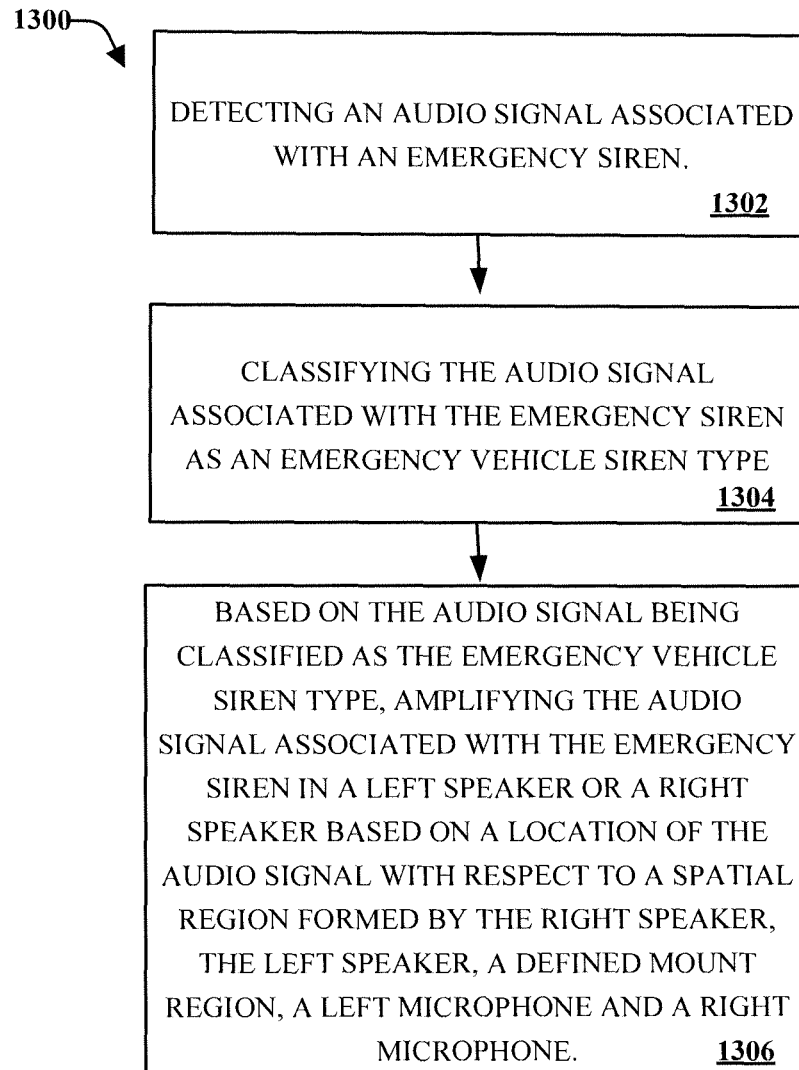 1300
DETECTING AN AUDIO SIGNAL ASSOCIATED
WITH AN EMERGENCY SIREN.
1302
CLASSIFYING THE AUDIO SIGNAL
ASSOCIATED WITH THE EMERGENCY SIREN
AS AN EMERGENCY VEHICLE SIREN TYPE
1304
BASED ON THE AUDIO SIGNAL BEING
CLASSIFIED AS THE EMERGENCY VEHICLE
SIREN TYPE, AMPLIFYING THE AUDIO
SIGNAL ASSOCIATED WITH THE EMERGENCY
SIREN IN A LEFT SPEAKER OR A RIGHT
SPEAKER BASED ON A LOCATION OF THE
AUDIO SIGNAL WITH RESPECT TO A SPATIAL
REGION FORMED BY THE RIGHT SPEAKER,
THE LEFT SPEAKER, A DEFINED MOUNT
REGION, A LEFT MICROPHONE AND A RIGHT
MICROPHONE. 1306